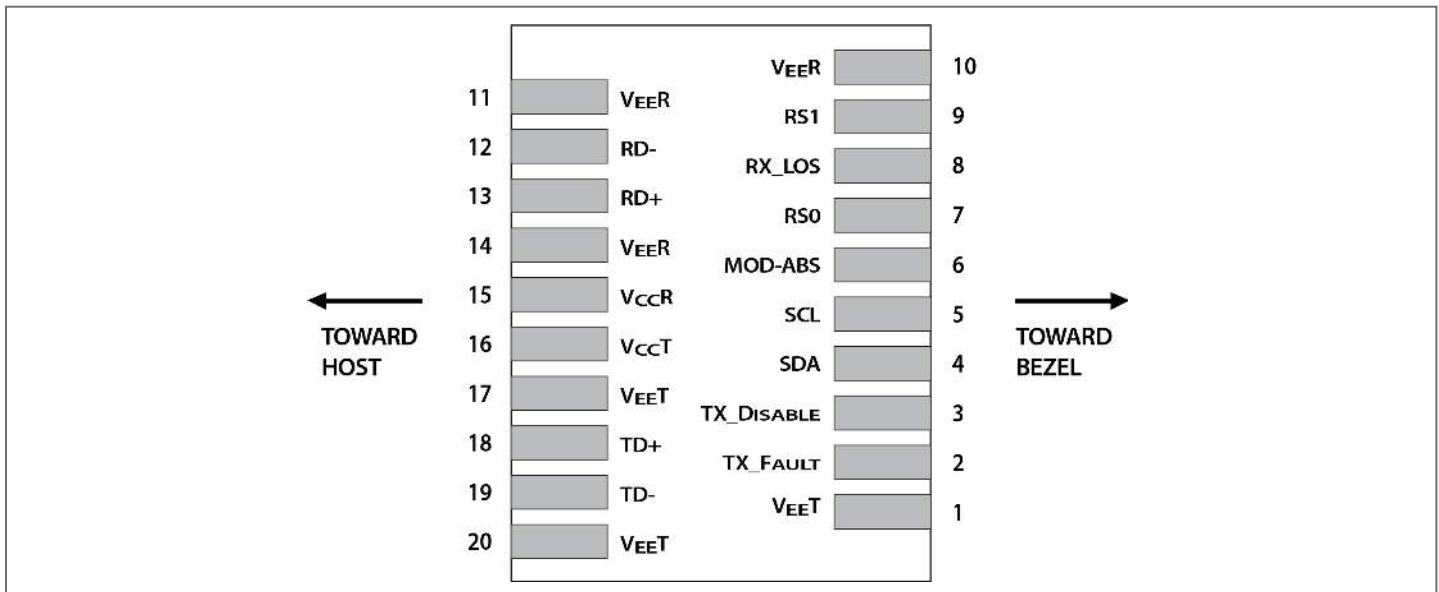 VEER 10
11 VEER
RS1 9
12 RD-
RX_LOS 8
13 RD+
RS0 7
14 VEER
MOD-ABS 6
15 VCCR
SCL 5
TOWARD HOST
TOWARD BEZEL
16 VCCT
SDA 4
17 VEET
TX_DISABLE 3
18 TD+
TX_FAULT 2
19 TD-
VEET 1
20 VEET